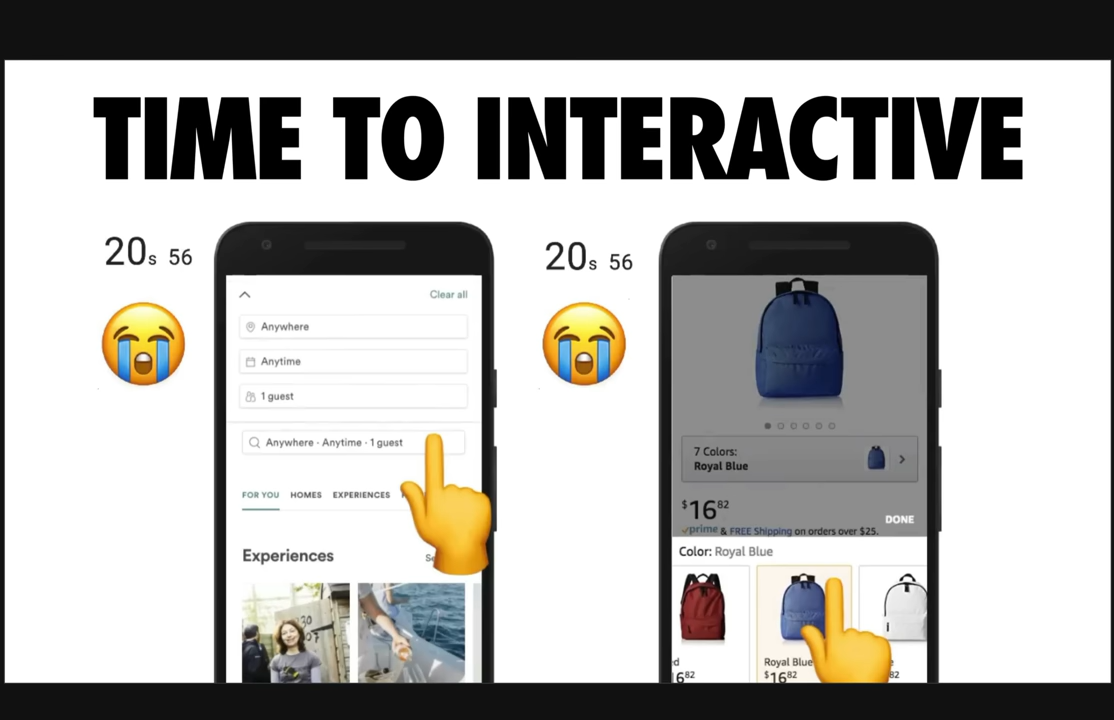 TIME TO INTERACTIVE
20s 56
Clear all
Anywhere
Anytime
1 guest
Anywhere · Anytime · 1 guest
FOR YOU HOMES EXPERIENCES
Experiences
20s 56
7 Colors:
Royal Blue
$16 82
DONE
prime & FREE Shipping on orders over $25.
Color: Royal Blue
Royal Blue
$16 82